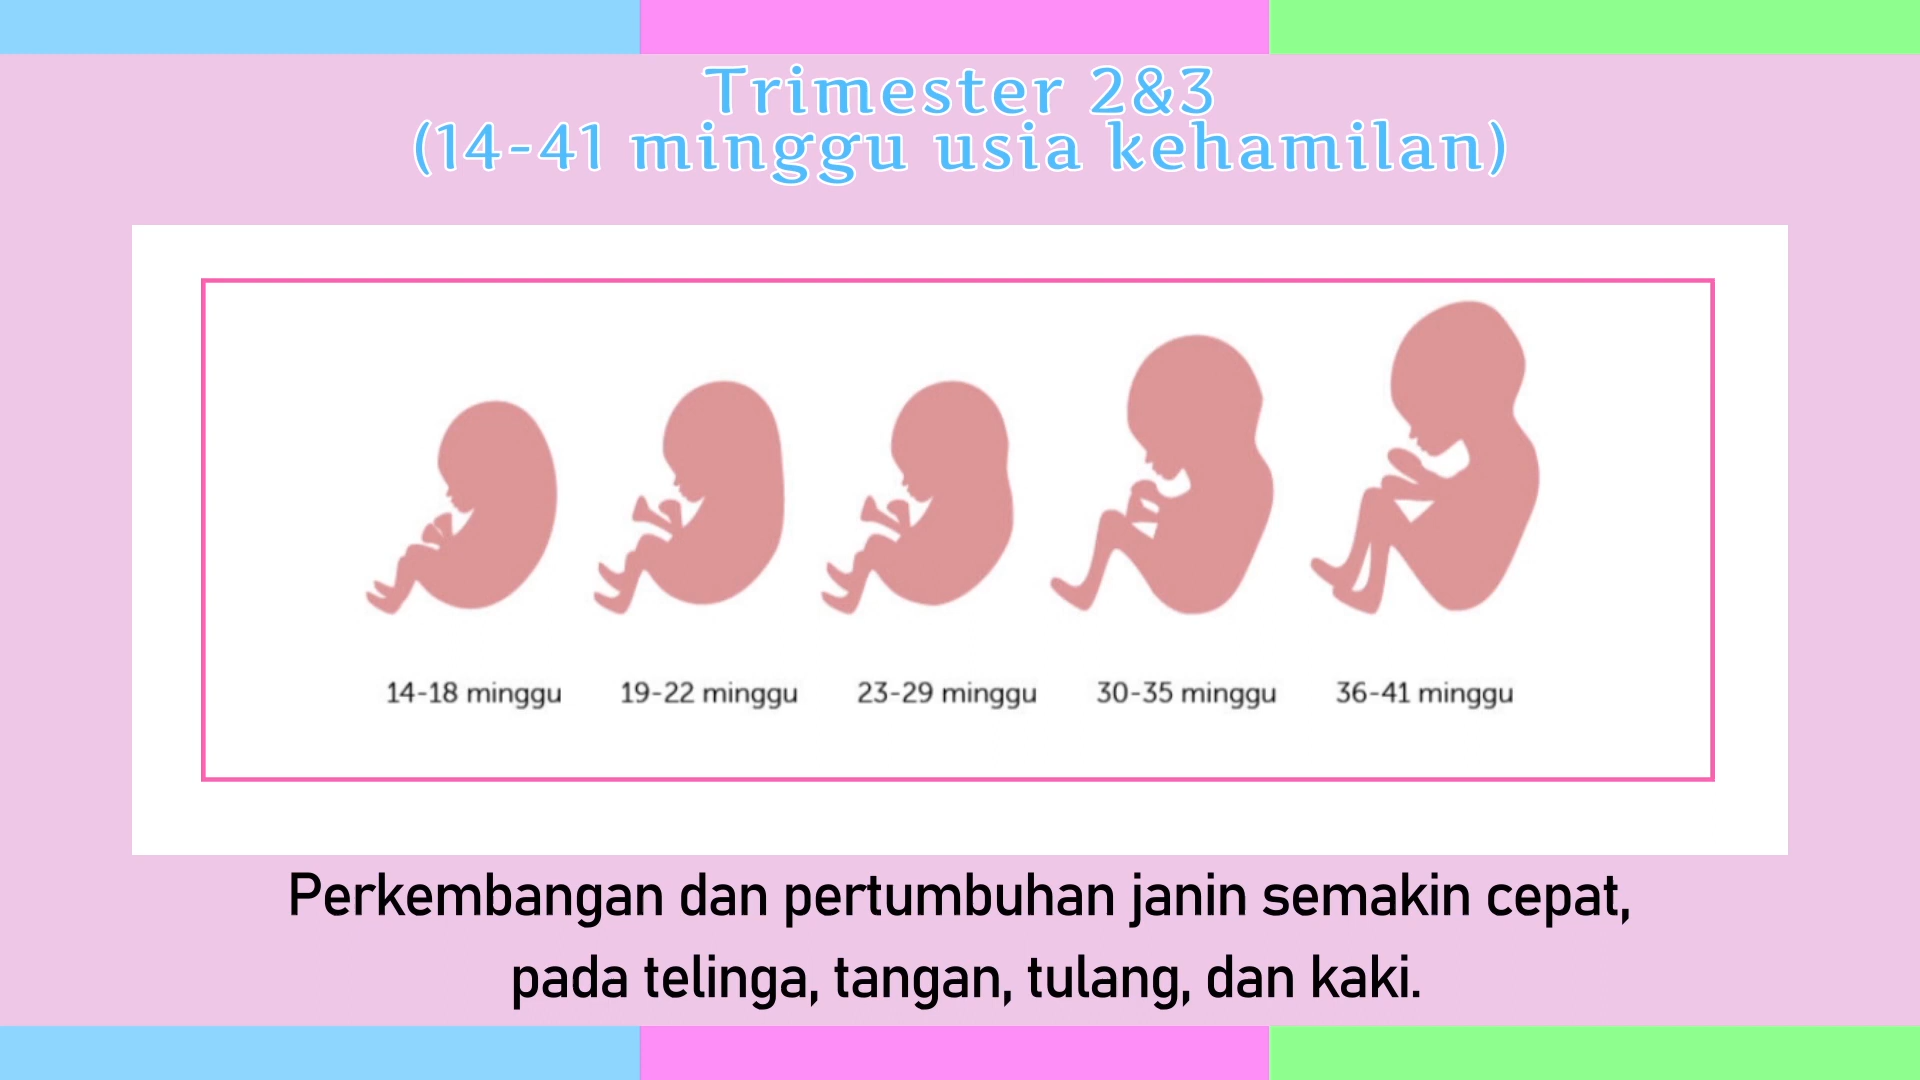 Trimester 2&3
(14-41 minggu usia kehamilan)
14-18 minggu
19-22 minggu
23-29 minggu
30-35 minggu
36-41 minggu
Perkembangan dan pertumbuhan janin semakin cepat,
pada telinga, tangan, tulang, dan kaki.